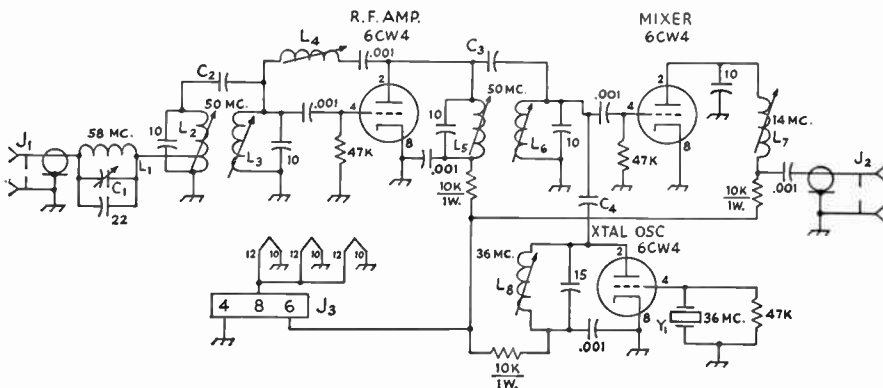 R.F. AMP.
6CW4
MIXER
6CW4
L4
.001
C3
C2
2
50 MC.
.001
4
8
10
L2
50 MC.
L3
10
47K
.001
10
L5
50 MC.
L6
10
.001
2
4
8
47K
10
14 MC.
L7
J1
58 MC.
L1
C1
22
10K
1W.
10K
1W.
.001
J2
C4
XTAL OSC
6CW4
12
10
12
10
12
10
4 8 6
J3
36 MC.
L8
15
2
4
8
.001
Y1
36 MC.
47K
10K
1W.